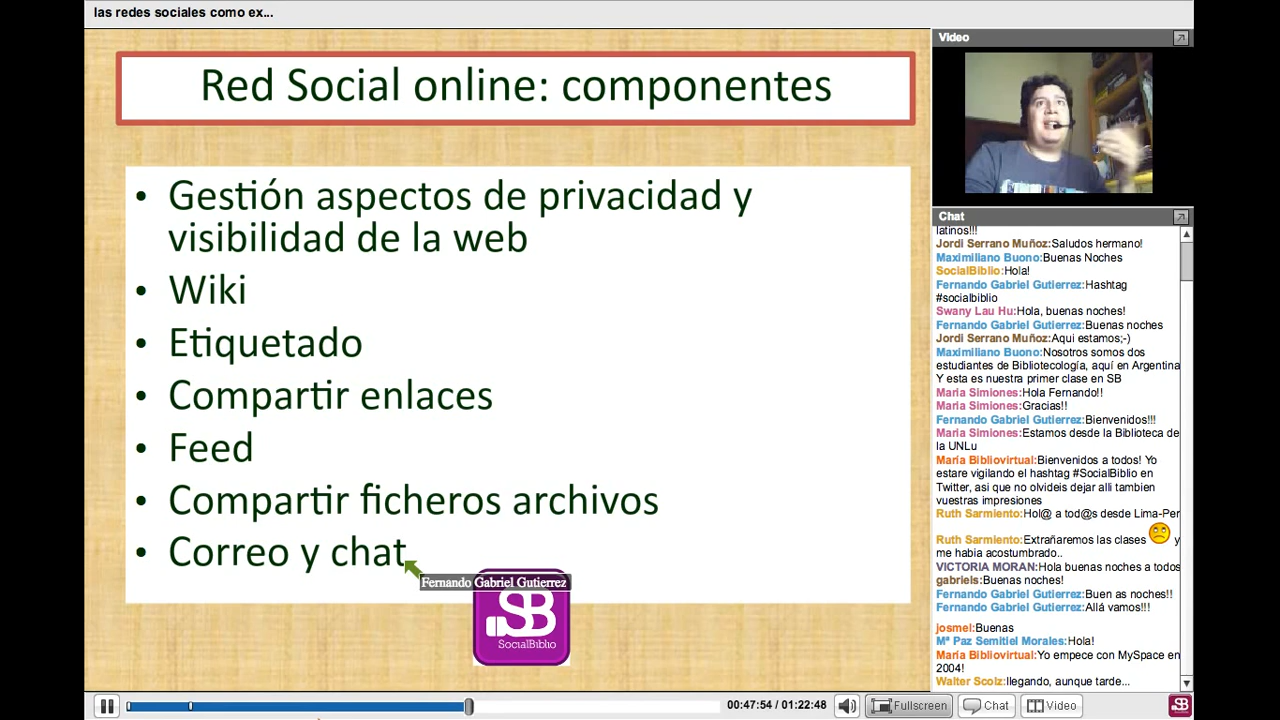 las redes sociales como ex...
Red Social online: componentes
• Gestión aspectos de privacidad y
visibilidad de la web
• Wiki
• Etiquetado
• Compartir enlaces
• Feed
• Compartir ficheros archivos
• Correo y chat
Fernando Gabriel Gutierrez
SB
SocialBiblio
Video
Chat
latinos!!!
Jordi Serrano Muñoz:Saludos hermano!
Maximiliano Buono:Buenas Noches
SocialBiblio:Hola!
Fernando Gabriel Gutierrez:Hashtag
#socialbiblio
Swany Lau Hu:Hola, buenas noches!
Fernando Gabriel Gutierrez:Buenas noches
Jordi Serrano Muñoz:Aqui estamos;-)
Maximiliano Buono:Nosotros somos dos
estudiantes de Bibliotecología, aquí en Argentina
Y esta es nuestra primer clase en SB
Maria Simiones:Hola Fernando!!
Maria Simiones:Gracias!!
Fernando Gabriel Gutierrez:Bienvenidos!!!
Maria Simiones:Estamos desde la Biblioteca de
la UNLu
María Bibliovirtual:Bienvenidos a todos! Yo
estare vigilando el hashtag #SocialBiblio en
Twitter, asi que no olvideis dejar alli tambien
vuestras impresiones
Ruth Sarmiento:Hol@ a tod@s desde Lima-Per
Ruth Sarmiento:Extrañaremos las clases y
me habia acostumbrado..
VICTORIA MORAN:Hola buenas noches a todos
gabriels:Buenas noches!
Fernando Gabriel Gutierrez:Buen as noches!!
Fernando Gabriel Gutierrez:Allá vamos!!!
josmel:Buenas
Mª Paz Semitiel Morales:Hola!
María Bibliovirtual:Yo empece con MySpace en
2004!
Walter Scolz:llegando, aunque tarde...
00:47:54 / 01:22:48
Fullscreen
Chat
Video
SB